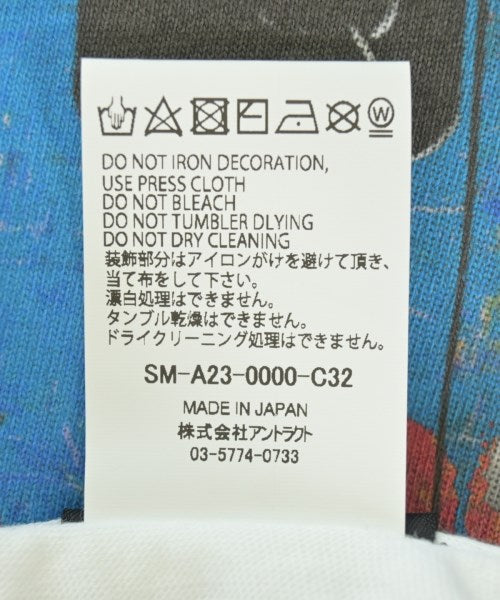 W
DO NOT IRON DECORATION,
USE PRESS CLOTH
DO NOT BLEACH
DO NOT TUMBLER DLYING
DO NOT DRY CLEANING
装飾部分はアイロンがけを避けて頂き、
当て布をして下さい。
漂白処理はできません。
タンブル乾燥はできません。
ドライクリーニング処理はできません。
SM-A23-0000-C32
MADE IN JAPAN
株式会社アントラクト
03-5774-0733